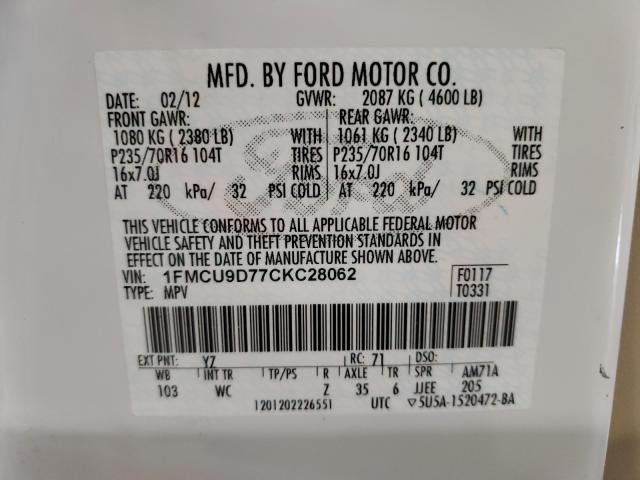 MFD. BY FORD MOTOR CO.
DATE: 02/12 GVWR: 2087 KG ( 4600 LB)
FRONT GAWR: REAR GAWR:
1080 KG ( 2380 LB) WITH 1061 KG ( 2340 LB) WITH
P235/70R16 104T TIRES P235/70R16 104T TIRES
16x7.0J RIMS 16x7.0J RIMS
AT 220 kPa/ 32 PSI COLD AT 220 kPa/ 32 PSI COLD
Ford
THIS VEHICLE CONFORMS TO ALL APPLICABLE FEDERAL MOTOR
VEHICLE SAFETY AND THEFT PREVENTION STANDARDS IN
EFFECT ON THE DATE OF MANUFACTURE SHOWN ABOVE.
VIN: 1FMCU9D77CKC28062 F0117
TYPE: MPV T0331
EXT PNT: Y7 RC: 71 DSO:
WB INT TR TP/PS R AXLE TR SPR AM71A
103 WC Z 35 6 JJEE 205
1201202226551 UTC ▽5U5A-1520472-BA